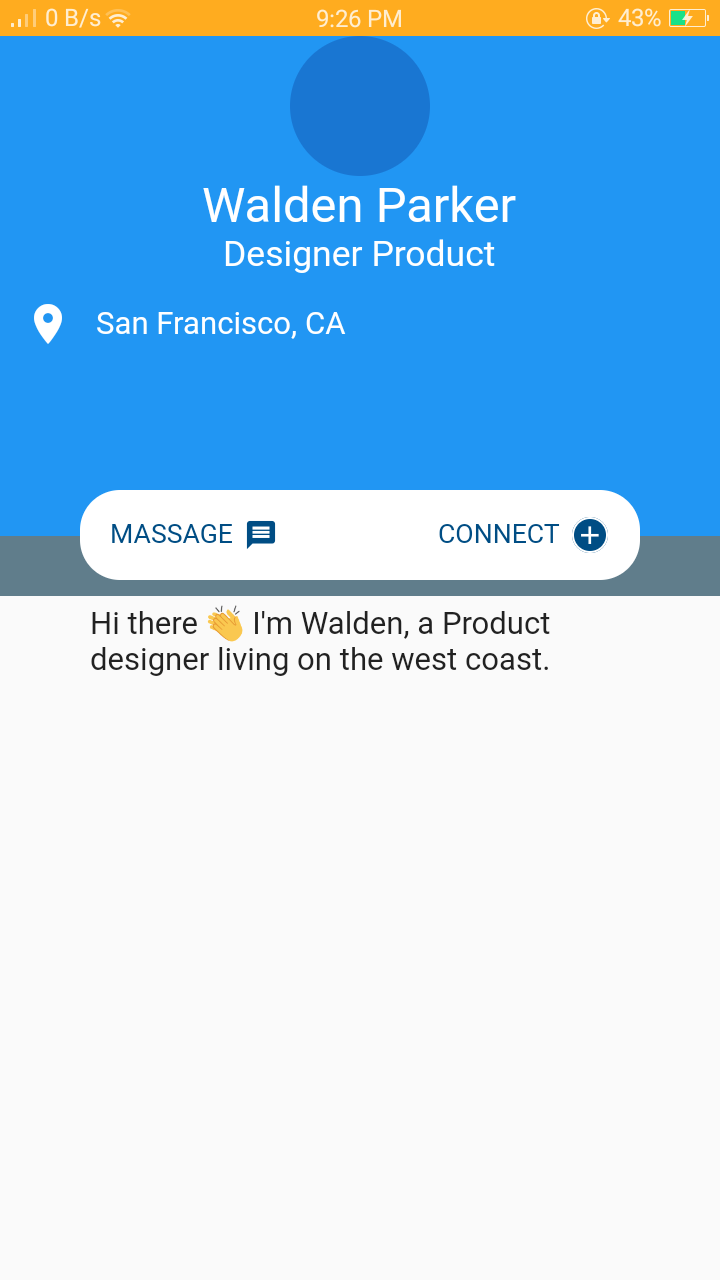 0 B/s 9:26 PM 43%
Walden Parker
Designer Product
San Francisco, CA
MASSAGE CONNECT
Hi there 👏 I'm Walden, a Product
designer living on the west coast.